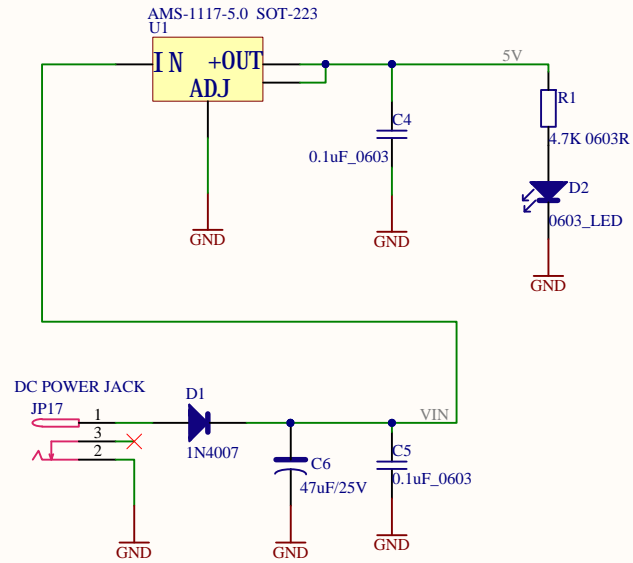 AMS-1117-5.0 SOT-223
U1
IN
+OUT
ADJ
5V
R1
4.7K 0603R
C4
0.1uF_0603
D2
0603_LED
GND
GND
GND
DC POWER JACK
JP17
1
3
2
D1
1N4007
VIN
C6
47uF/25V
C5
0.1uF_0603
GND
GND
GND